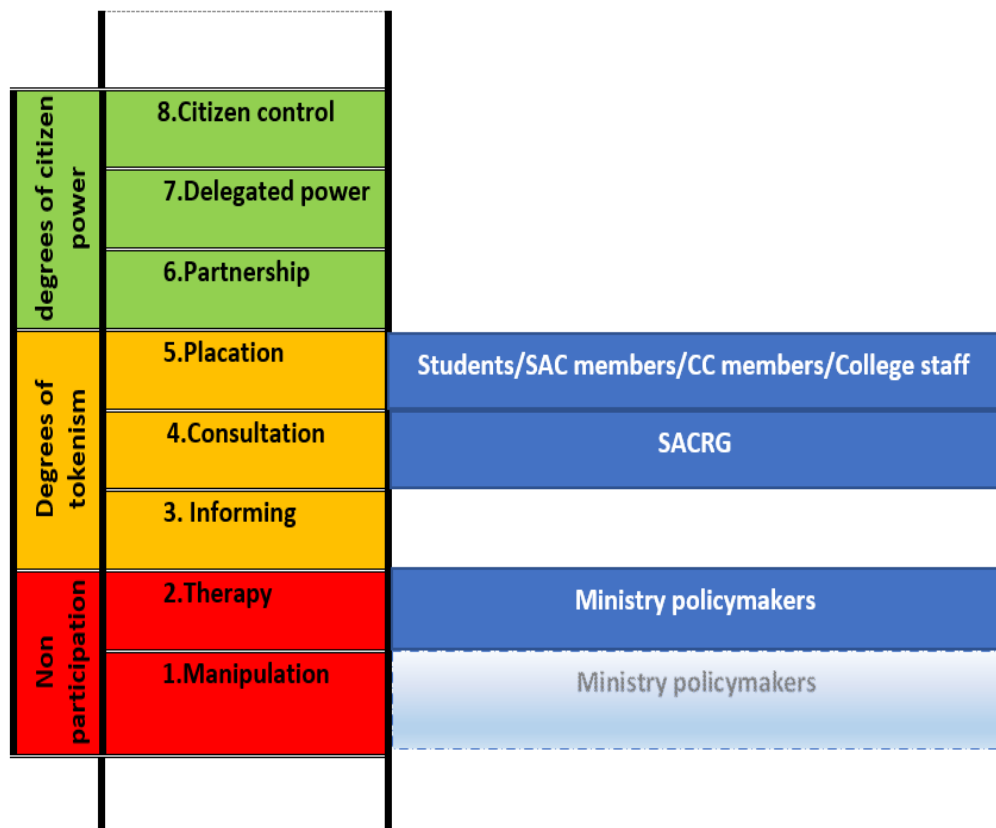 degrees of citizen
power
8.Citizen control
7.Delegated power
6.Partnership
Degrees of
tokenism
5.Placation
Students/SAC members/CC members/College staff
4.Consultation
SACRG
3. Informing
Non
participation
2.Therapy
Ministry policymakers
1.Manipulation
Ministry policymakers